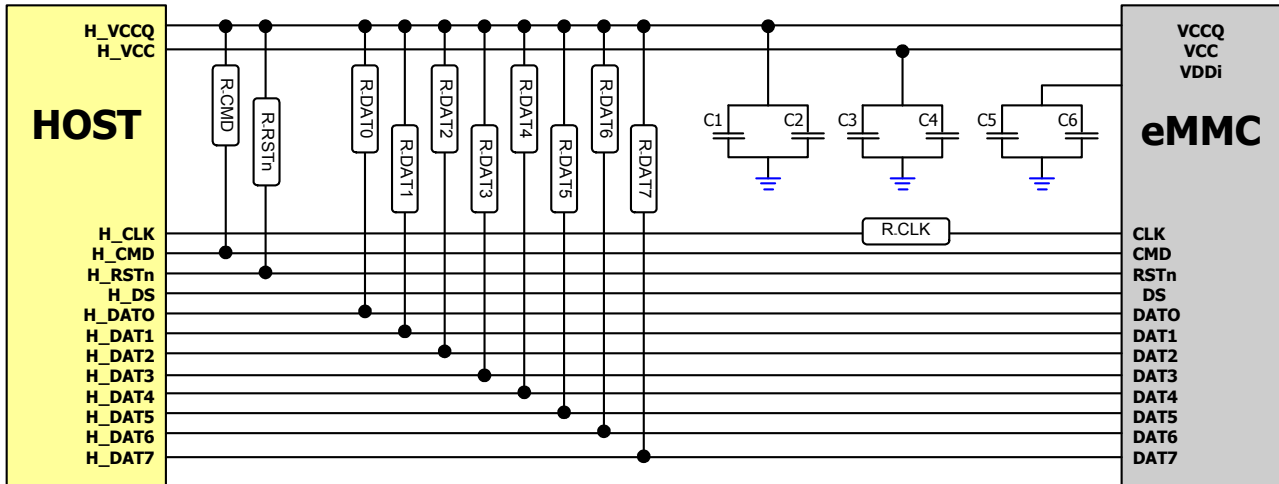 H_VCCQ
H_VCC
HOST
H_CLK
H_CMD
H_RSTn
H_DS
H_DATO
H_DAT1
H_DAT2
H_DAT3
H_DAT4
H_DAT5
H_DAT6
H_DAT7
R.CMD
R.RSTn
R.DAT0
R.DAT1
R.DAT2
R.DAT3
R.DAT4
R.DAT5
R.DAT6
R.DAT7
C1
C2
C3
C4
C5
C6
R.CLK
VCCQ
VCC
VDDi
eMMC
CLK
CMD
RSTn
DS
DATO
DAT1
DAT2
DAT3
DAT4
DAT5
DAT6
DAT7